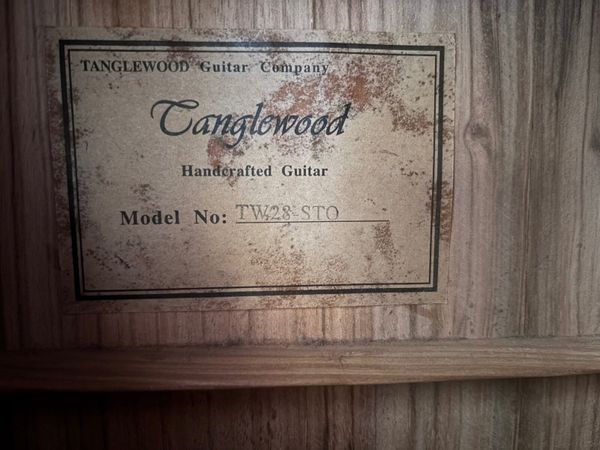 TANGLEWOOD Guitar Company
Tanglewood
Handcrafted Guitar
Model No: TW28-STO